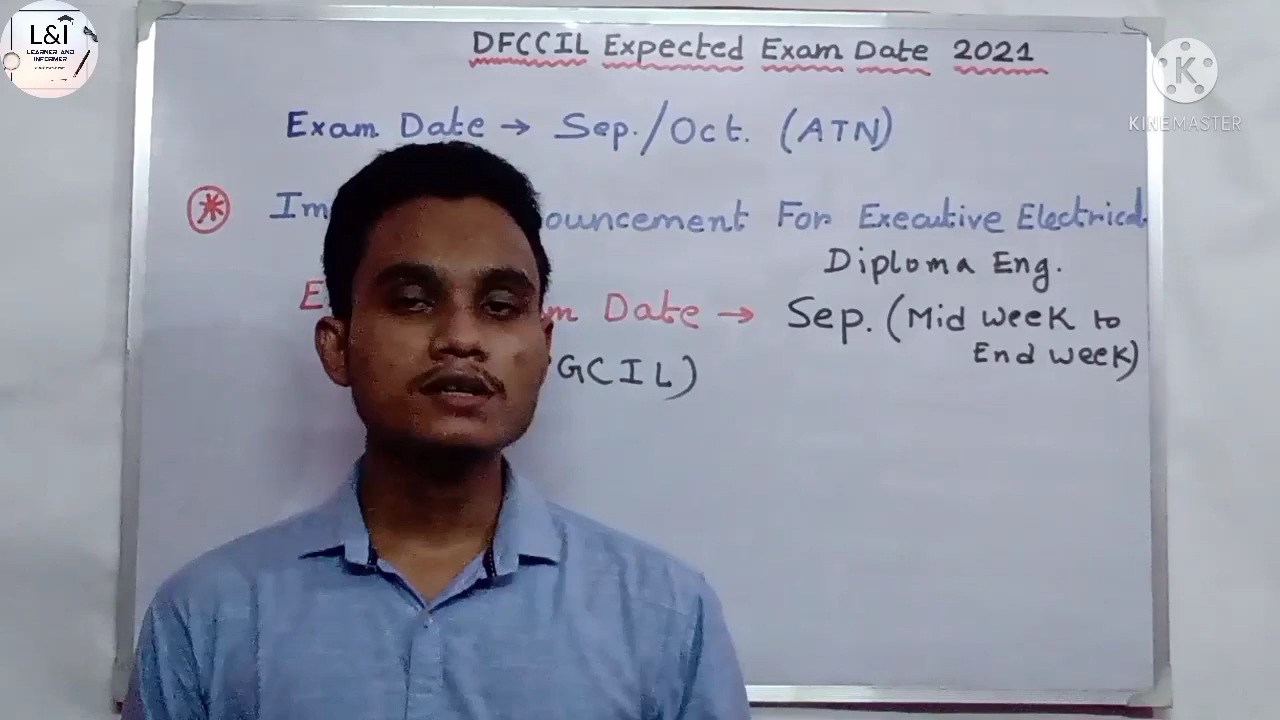 L&I
LEARNER AND
INFORMER
DFCCIL Expected Exam Date 2021
KINEMASTER
Exam Date → Sep./Oct. (ATN)
Im ouncement For Executive Electrical
Diploma Eng.
E m Date → Sep. (Mid week to
End week)
GCIL)